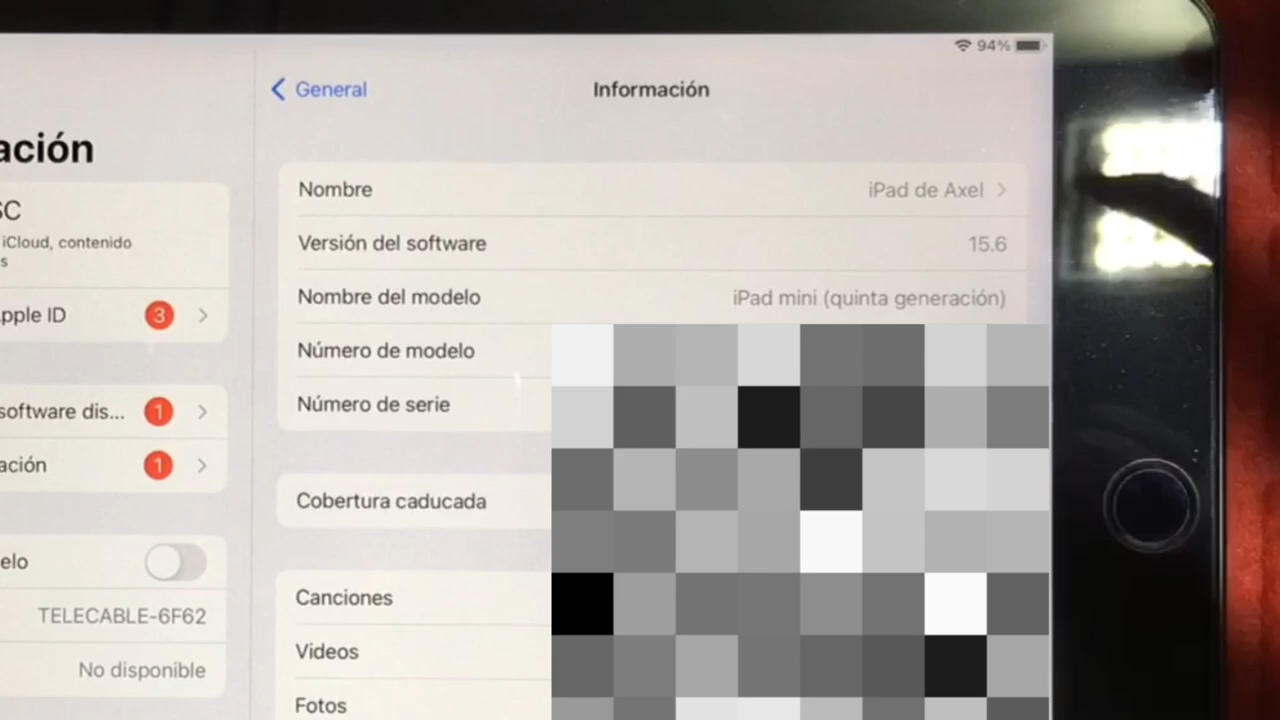 94%
General
Información
ación
SC
iCloud, contenido
s
pple ID
3
software dis...
1
ación
1
elo
TELECABLE-6F62
No disponible
Nombre
iPad de Axel
Versión del software
15.6
Nombre del modelo
iPad mini (quinta generación)
Número de modelo
Número de serie
Cobertura caducada
Canciones
Videos
Fotos